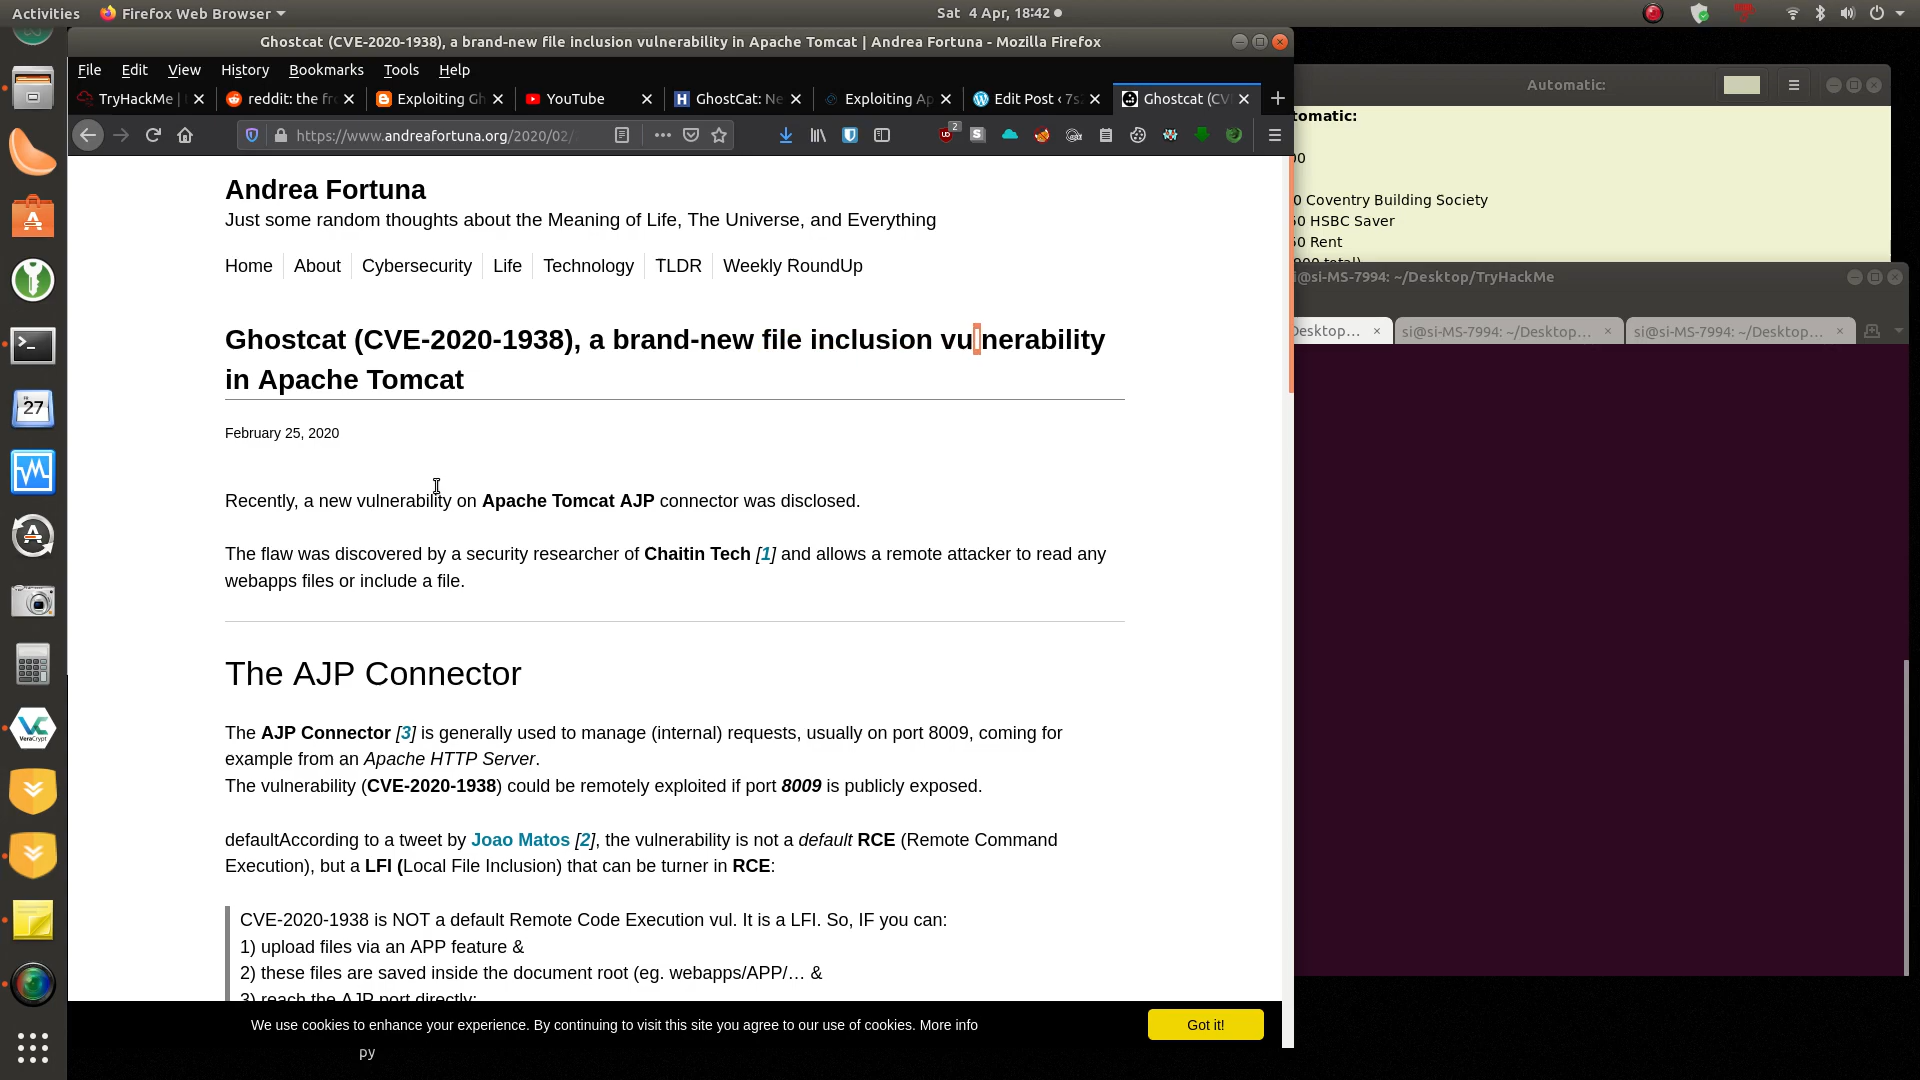 Activities
Firefox Web Browser
Sat 4 Apr, 18:42
Ghostcat (CVE-2020-1938), a brand-new file inclusion vulnerability in Apache Tomcat | Andrea Fortuna - Mozilla Firefox
File Edit View History Bookmarks Tools Help
TryHackMe |
reddit: the fr
Exploiting Gh
YouTube
GhostCat: Ne
Exploiting Ap
Edit Post ‹ 7s
Ghostcat (CV
https://www.andreafortuna.org/2020/02/
2
Andrea Fortuna
Just some random thoughts about the Meaning of Life, The Universe, and Everything
Home About Cybersecurity Life Technology TLDR Weekly RoundUp
Ghostcat (CVE-2020-1938), a brand-new file inclusion vulnerability
in Apache Tomcat
February 25, 2020
Recently, a new vulnerability on Apache Tomcat AJP connector was disclosed.
The flaw was discovered by a security researcher of Chaitin Tech [1] and allows a remote attacker to read any
webapps files or include a file.
The AJP Connector
The AJP Connector [3] is generally used to manage (internal) requests, usually on port 8009, coming for
example from an Apache HTTP Server.
The vulnerability (CVE-2020-1938) could be remotely exploited if port 8009 is publicly exposed.
defaultAccording to a tweet by Joao Matos [2], the vulnerability is not a default RCE (Remote Command
Execution), but a LFI (Local File Inclusion) that can be turner in RCE:
CVE-2020-1938 is NOT a default Remote Code Execution vul. It is a LFI. So, IF you can:
1) upload files via an APP feature &
2) these files are saved inside the document root (eg. webapps/APP/… &
3) reach the AJP port directly;
We use cookies to enhance your experience. By continuing to visit this site you agree to our use of cookies. More info
Got it!
py
27
Automatic:
tomatic:
00
0 Coventry Building Society
50 HSBC Saver
50 Rent
total)
si@si-MS-7994: ~/Desktop/TryHackMe
Desktop...
si@si-MS-7994: ~/Desktop...
si@si-MS-7994: ~/Desktop...